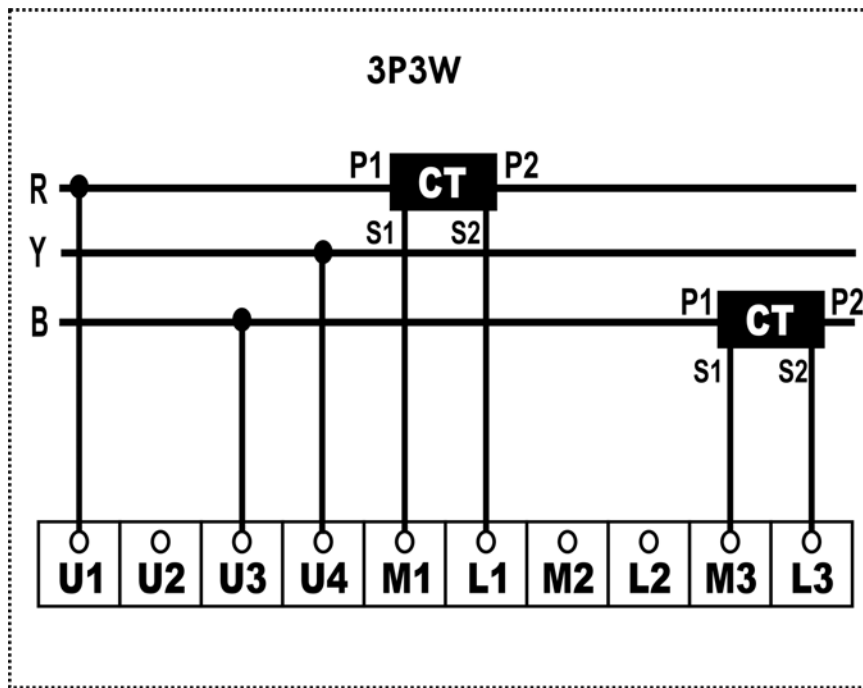 3P3W
R P1 CT P2
Y S1 S2
B P1 CT P2
S1 S2
U1 U2 U3 U4 M1 L1 M2 L2 M3 L3